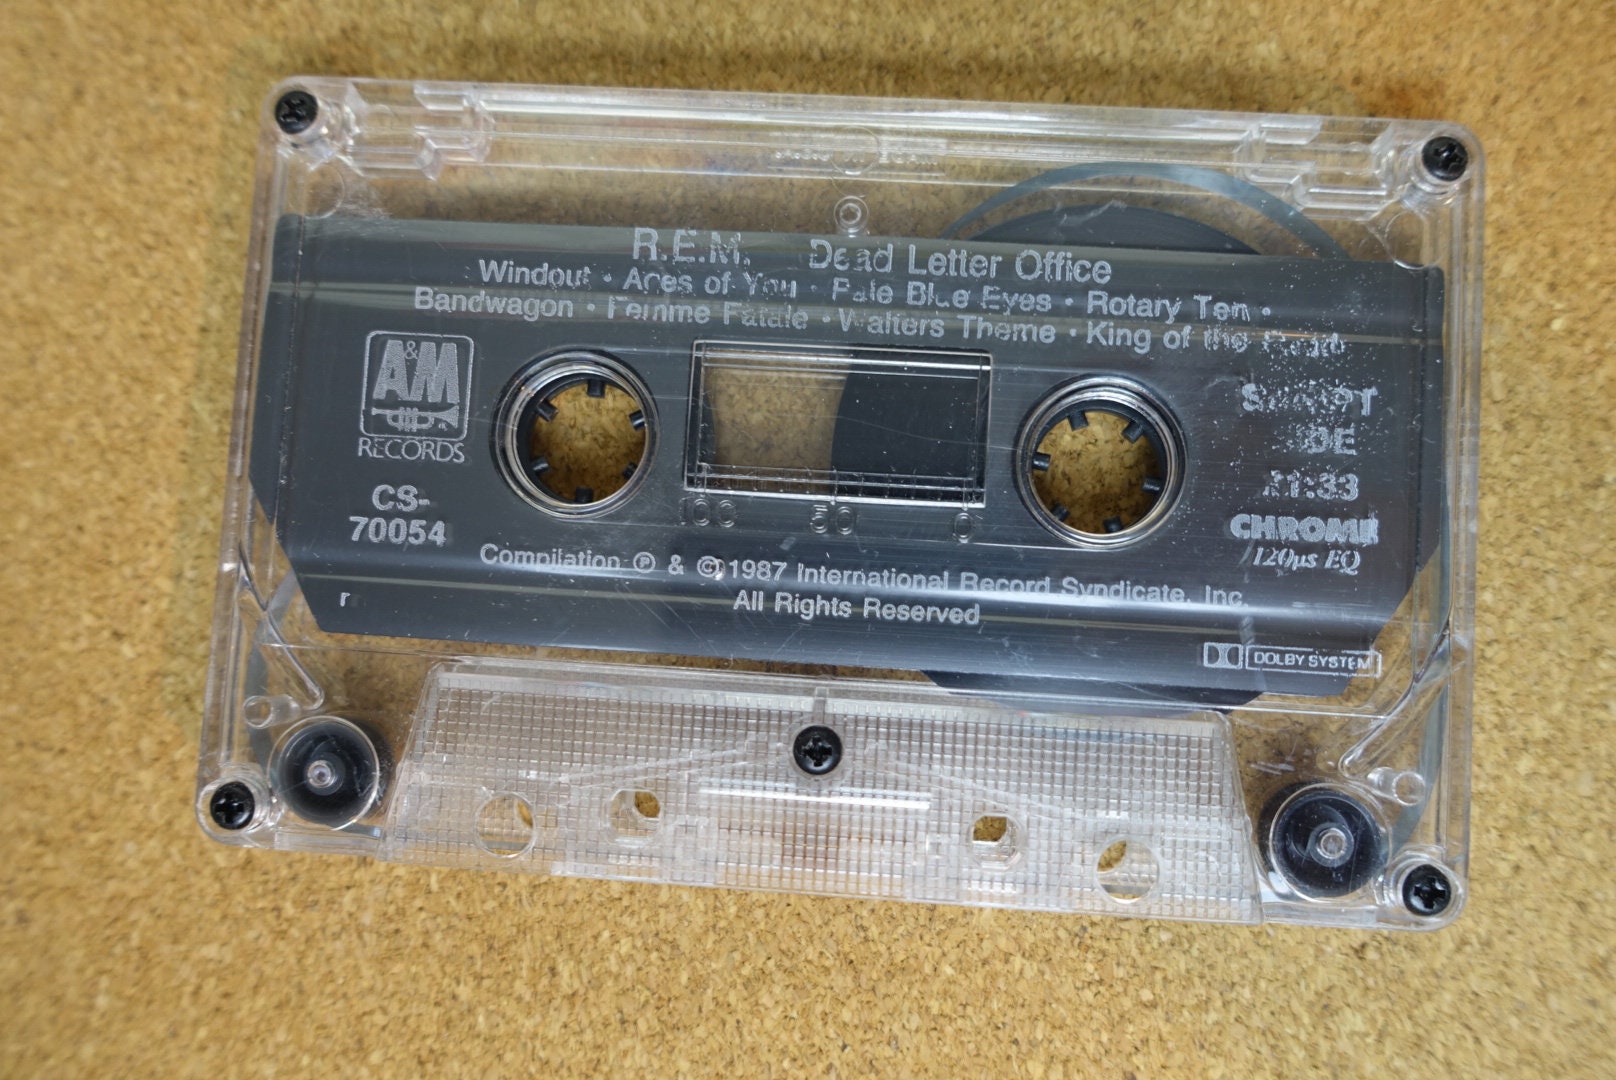 R.E.M. Dead Letter Office
Windout · Ages of You · Pale Blue Eyes · Rotary Ten ·
Bandwagon · Femme Fatale · Walters Theme · King of the
A&M
RECORDS
CS-
70054
100 50 0
21:33
CHROME
120µs EQ
Compilation ℗ & © 1987 International Record Syndicate, Inc.
All Rights Reserved
r
DOLBY SYSTEM